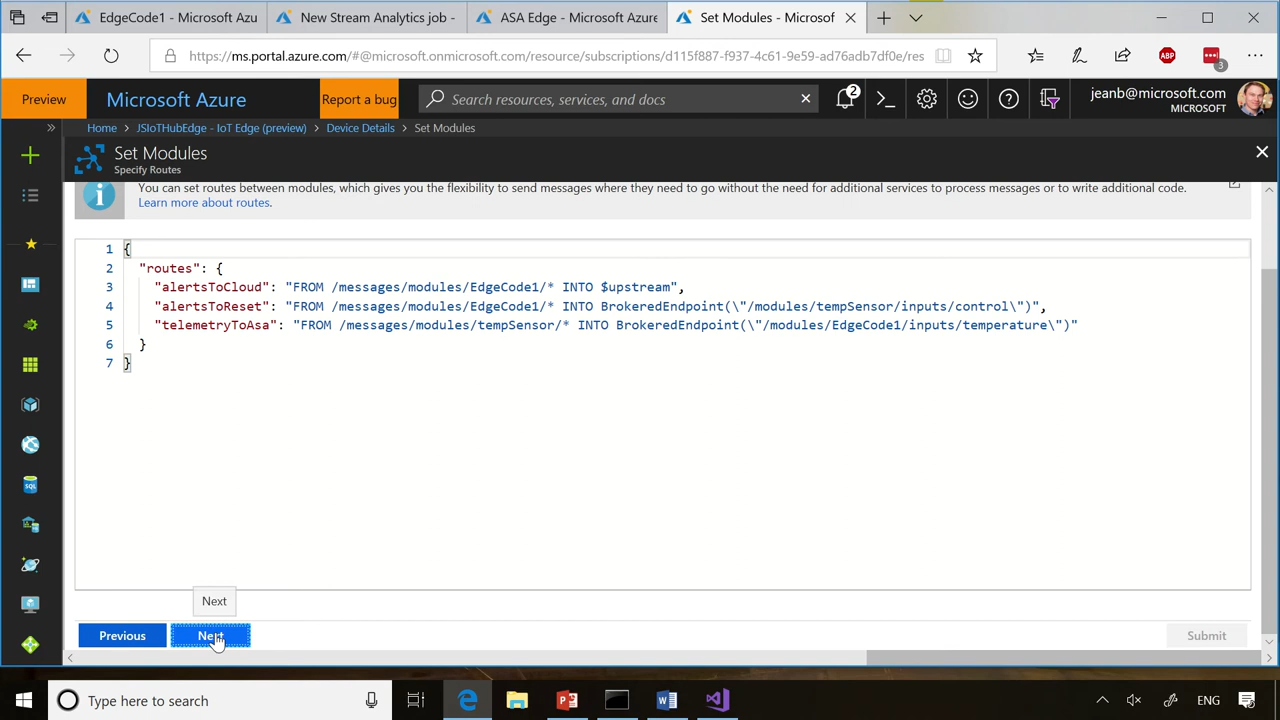 EdgeCode1 - Microsoft Azu
New Stream Analytics job -
ASA Edge - Microsoft Azure
Set Modules - Microsof
https://ms.portal.azure.com/#@microsoft.onmicrosoft.com/resource/subscriptions/d115f887-f937-4c61-9e59-ad76adb7df0e/res
ABP
3
Preview
Microsoft Azure
Report a bug
Search resources, services, and docs
2
jeanb@microsoft.com
MICROSOFT
Home
JSIoTHubEdge - IoT Edge (preview)
Device Details
Set Modules
Set Modules
Specify Routes
You can set routes between modules, which gives you the flexibility to send messages where they need to go without the need for additional services to process messages or to write additional code.
Learn more about routes.
1 {
2 "routes": {
3 "alertsToCloud": "FROM /messages/modules/EdgeCode1/* INTO $upstream",
4 "alertsToReset": "FROM /messages/modules/EdgeCode1/* INTO BrokeredEndpoint(\"/modules/tempSensor/inputs/control\")",
5 "telemetryToAsa": "FROM /messages/modules/tempSensor/* INTO BrokeredEndpoint(\"/modules/EdgeCode1/inputs/temperature\")"
6 }
7 }
Next
Previous
Next
Submit
Type here to search
ENG